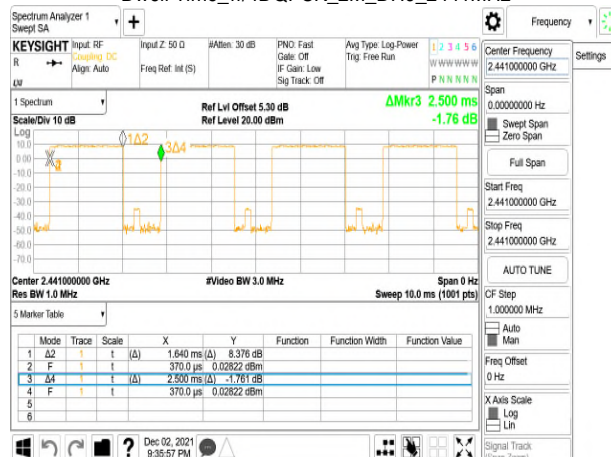 Spectrum Analyzer 1
Swept SA
Frequency
KEYSIGHT Input: RF Input Z: 50 Ω #Atten: 30 dB PNO: Fast Avg Type: Log-Power 1 2 3 4 5 6
R Coupling: DC Gate: Off Trig: Free Run
Align: Auto Freq Ref: Int (S) IF Gain: Low W W W W W W
Sig Track: Off P N N N N N
Center Frequency
2.441000000 GHz
Settings
Span
0.00000000 Hz
Swept Span
Zero Span
Full Span
Start Freq
2.441000000 GHz
Stop Freq
2.441000000 GHz
AUTO TUNE
CF Step
1.000000 MHz
Auto
Man
Freq Offset
0 Hz
X Axis Scale
Log
Lin
Signal Track
1 Spectrum
Scale/Div 10 dB
Ref Lvl Offset 5.30 dB
Ref Level 20.00 dBm
ΔMkr3 2.500 ms
-1.76 dB
Log
10.0
0.00
-10.0
-20.0
-30.0
-40.0
-50.0
-60.0
-70.0
1Δ2
3Δ4
Center 2.441000000 GHz #Video BW 3.0 MHz Span 0 Hz
Res BW 1.0 MHz Sweep 10.0 ms (1001 pts)
5 Marker Table
Mode Trace Scale X Y Function Function Width Function Value
1 Δ2 1 t (Δ) 1.640 ms (Δ) 8.376 dB
2 F 1 t 370.0 µs 0.02822 dBm
3 Δ4 1 t (Δ) 2.500 ms (Δ) -1.761 dB
4 F 1 t 370.0 µs 0.02822 dBm
5
6
?
Dec 02, 2021
9:35:57 PM